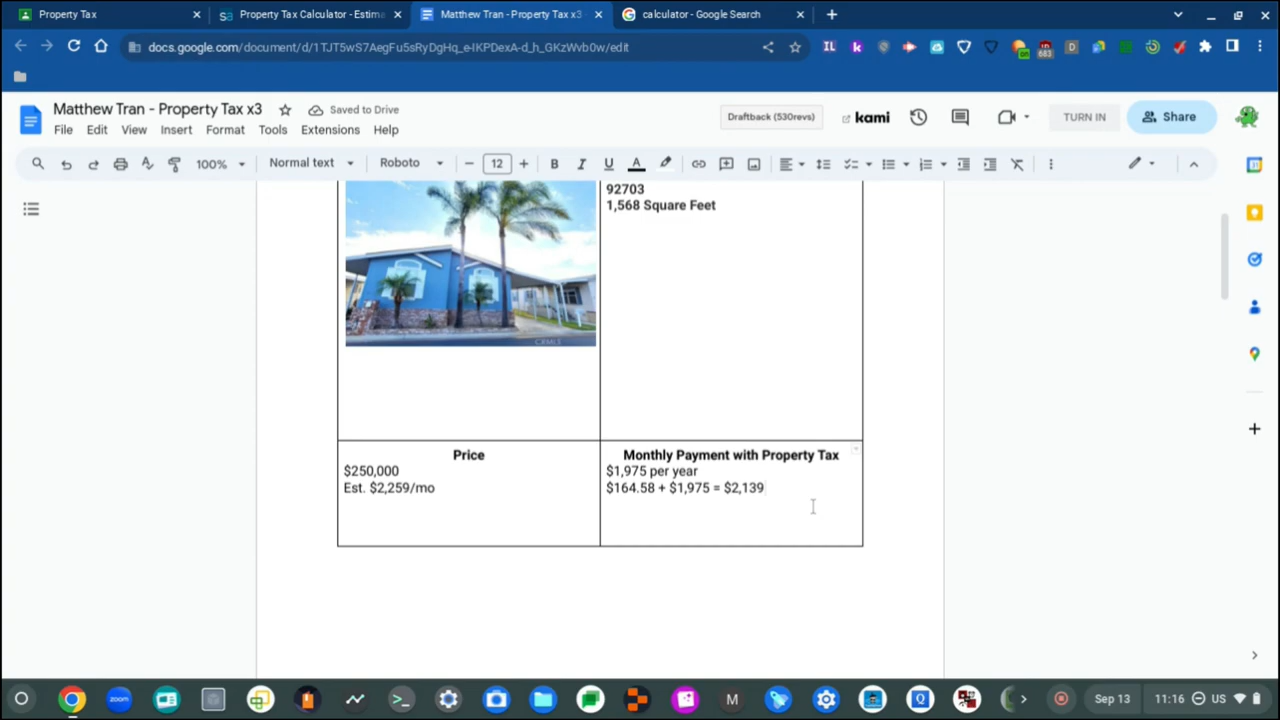 Property Tax
Property Tax Calculator - Estima
Matthew Tran - Property Tax x3
calculator - Google Search
docs.google.com/document/d/1TJT5wS7AegFu5sRyDgHq_e-IKPDexA-d_h_GKzWvb0w/edit
Matthew Tran - Property Tax x3
Saved to Drive
File Edit View Insert Format Tools Extensions Help
Draftback (530revs)
kami
TURN IN
Share
100%
Normal text
Roboto
12
92703
1,568 Square Feet
CRMLS
Price
$250,000
Est. $2,259/mo
Monthly Payment with Property Tax
$1,975 per year
$164.58 + $1,975 = $2,139
zoom
Sep 13
11:16
US